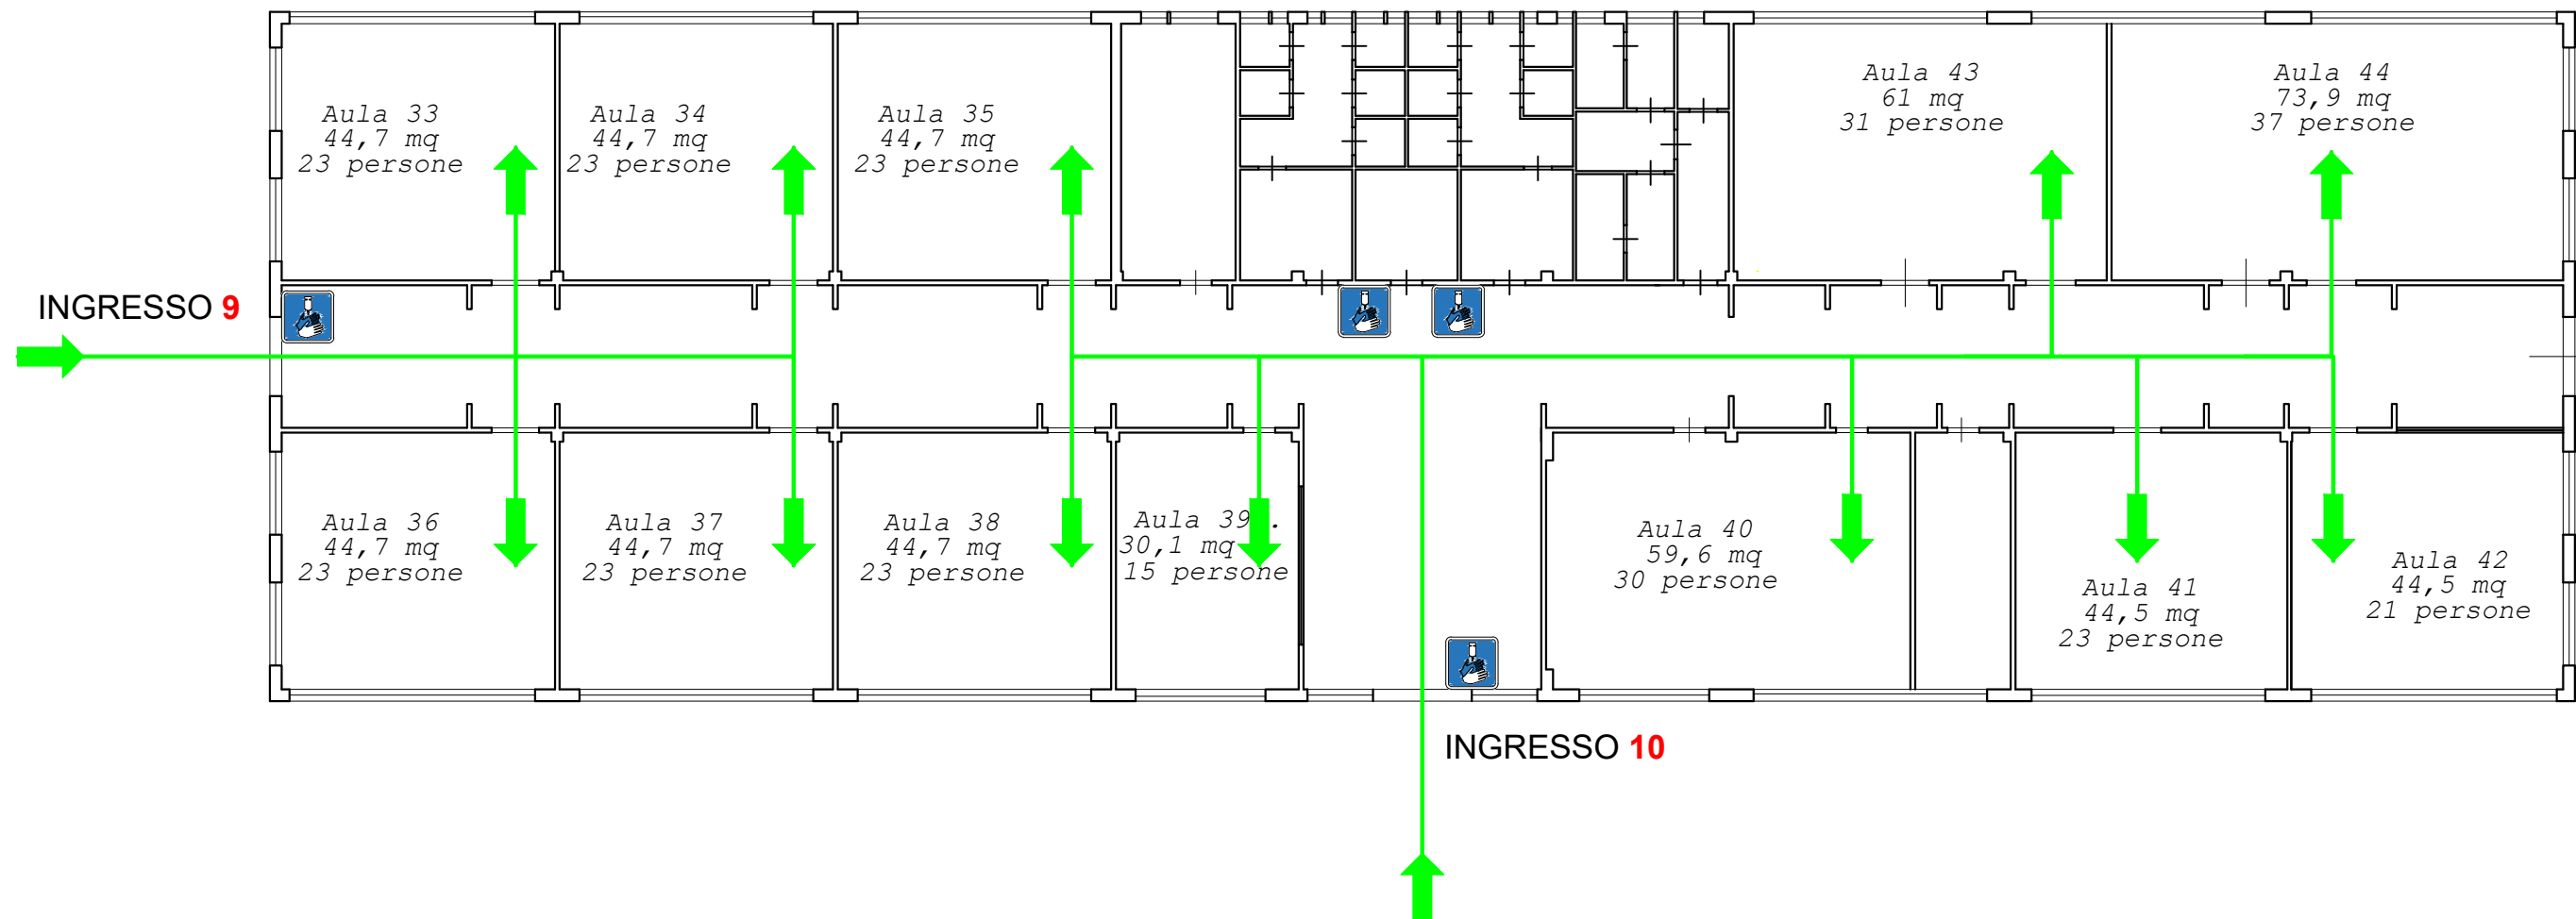 Aula 33
44,7 mq
23 persone
Aula 34
44,7 mq
23 persone
Aula 35
44,7 mq
23 persone
Aula 43
61 mq
31 persone
Aula 44
73,9 mq
37 persone
INGRESSO 9
Aula 36
44,7 mq
23 persone
Aula 37
44,7 mq
23 persone
Aula 38
44,7 mq
23 persone
Aula 39 .
30,1 mq
15 persone
Aula 40
59,6 mq
30 persone
Aula 41
44,5 mq
23 persone
Aula 42
44,5 mq
21 persone
INGRESSO 10